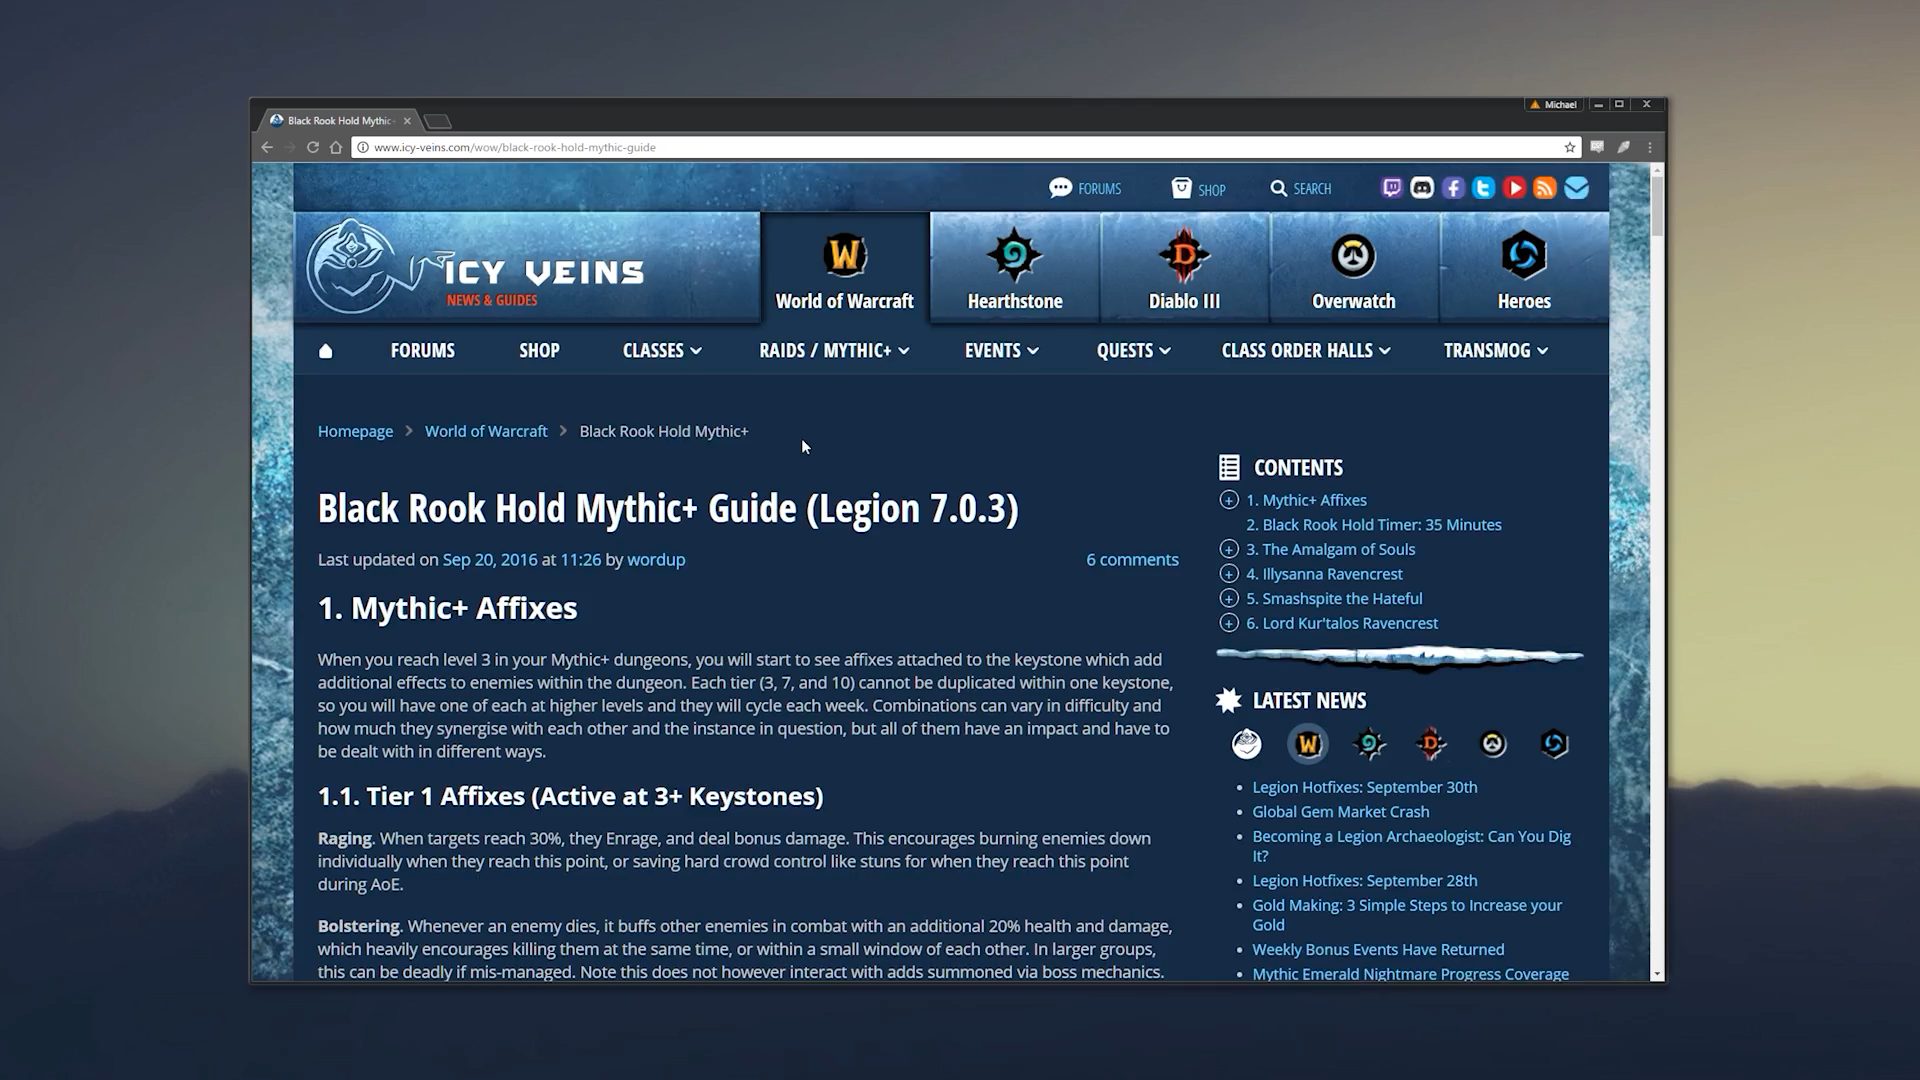 Michael
Black Rook Hold Mythic
www.icy-veins.com/wow/black-rook-hold-mythic-guide
FORUMS
SHOP
SEARCH
ICY VEINS
NEWS & GUIDES
World of Warcraft
Hearthstone
Diablo III
Overwatch
Heroes
FORUMS
SHOP
CLASSES
RAIDS / MYTHIC+
EVENTS
QUESTS
CLASS ORDER HALLS
TRANSMOG
Homepage > World of Warcraft > Black Rook Hold Mythic+
Black Rook Hold Mythic+ Guide (Legion 7.0.3)
Last updated on Sep 20, 2016 at 11:26 by wordup
6 comments
1. Mythic+ Affixes
When you reach level 3 in your Mythic+ dungeons, you will start to see affixes attached to the keystone which add
additional effects to enemies within the dungeon. Each tier (3, 7, and 10) cannot be duplicated within one keystone,
so you will have one of each at higher levels and they will cycle each week. Combinations can vary in difficulty and
how much they synergise with each other and the instance in question, but all of them have an impact and have to
be dealt with in different ways.
1.1. Tier 1 Affixes (Active at 3+ Keystones)
Raging. When targets reach 30%, they Enrage, and deal bonus damage. This encourages burning enemies down
individually when they reach this point, or saving hard crowd control like stuns for when they reach this point
during AoE.
Bolstering. Whenever an enemy dies, it buffs other enemies in combat with an additional 20% health and damage,
which heavily encourages killing them at the same time, or within a small window of each other. In larger groups,
this can be deadly if mis-managed. Note this does not however interact with adds summoned via boss mechanics.
CONTENTS
1. Mythic+ Affixes
2. Black Rook Hold Timer: 35 Minutes
3. The Amalgam of Souls
4. Illysanna Ravencrest
5. Smashspite the Hateful
6. Lord Kur'talos Ravencrest
LATEST NEWS
Legion Hotfixes: September 30th
Global Gem Market Crash
Becoming a Legion Archaeologist: Can You Dig
It?
Legion Hotfixes: September 28th
Gold Making: 3 Simple Steps to Increase your
Gold
Weekly Bonus Events Have Returned
Mythic Emerald Nightmare Progress Coverage